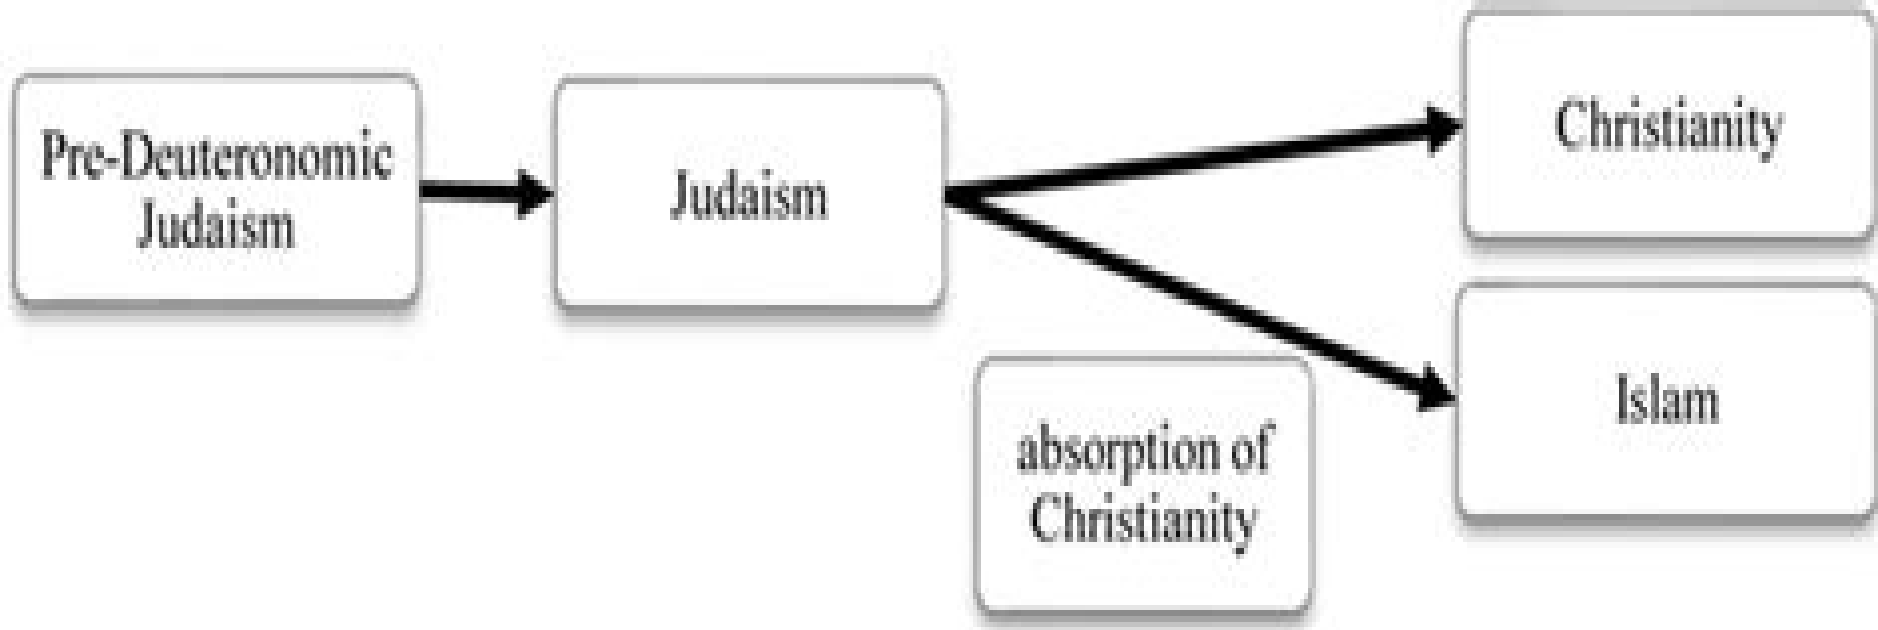 Pre-Deuteronomic
Judaism
Judaism
Christianity
Islam
absorption of
Christianity